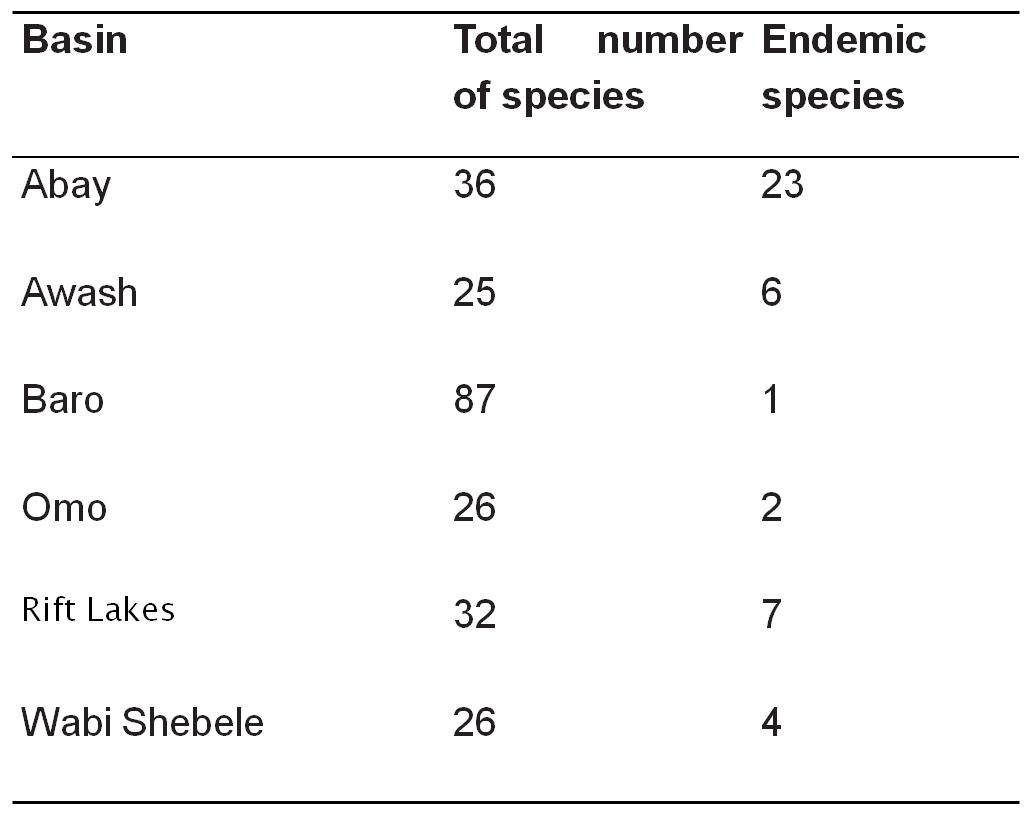 Basin Total number Endemic
of species species
Abay 36 23
Awash 25 6
Baro 87 1
Omo 26 2
Rift Lakes 32 7
Wabi Shebele 26 4